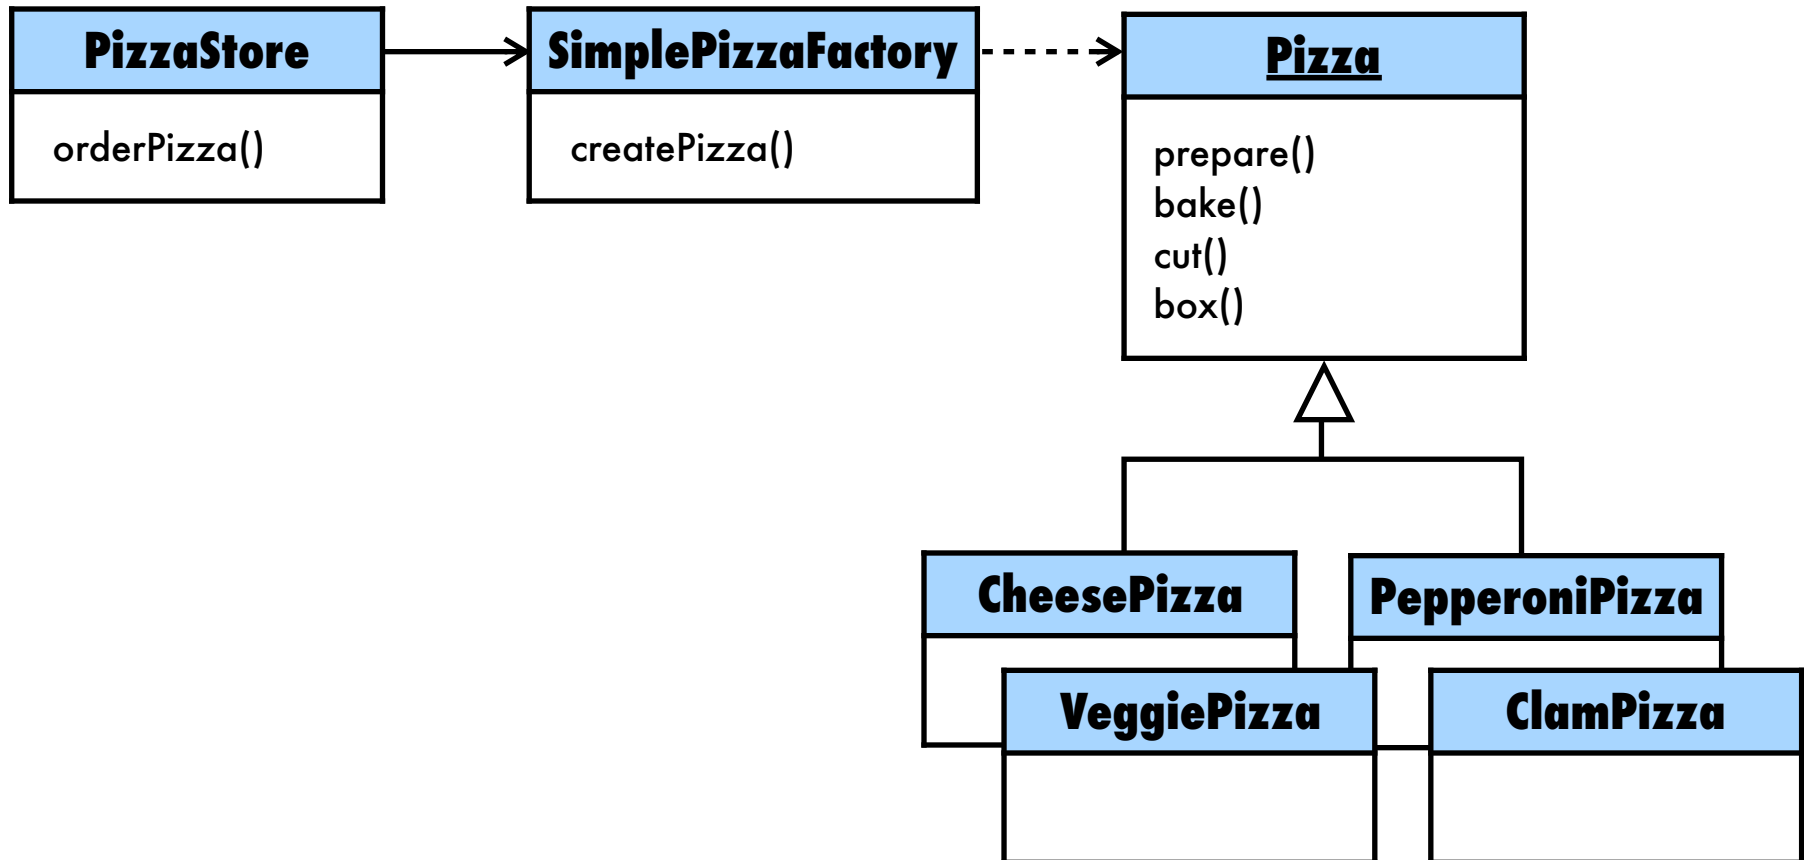 PizzaStore
orderPizza()
SimplePizzaFactory
createPizza()
Pizza
prepare()
bake()
cut()
box()
CheesePizza
PepperoniPizza
VeggiePizza
ClamPizza